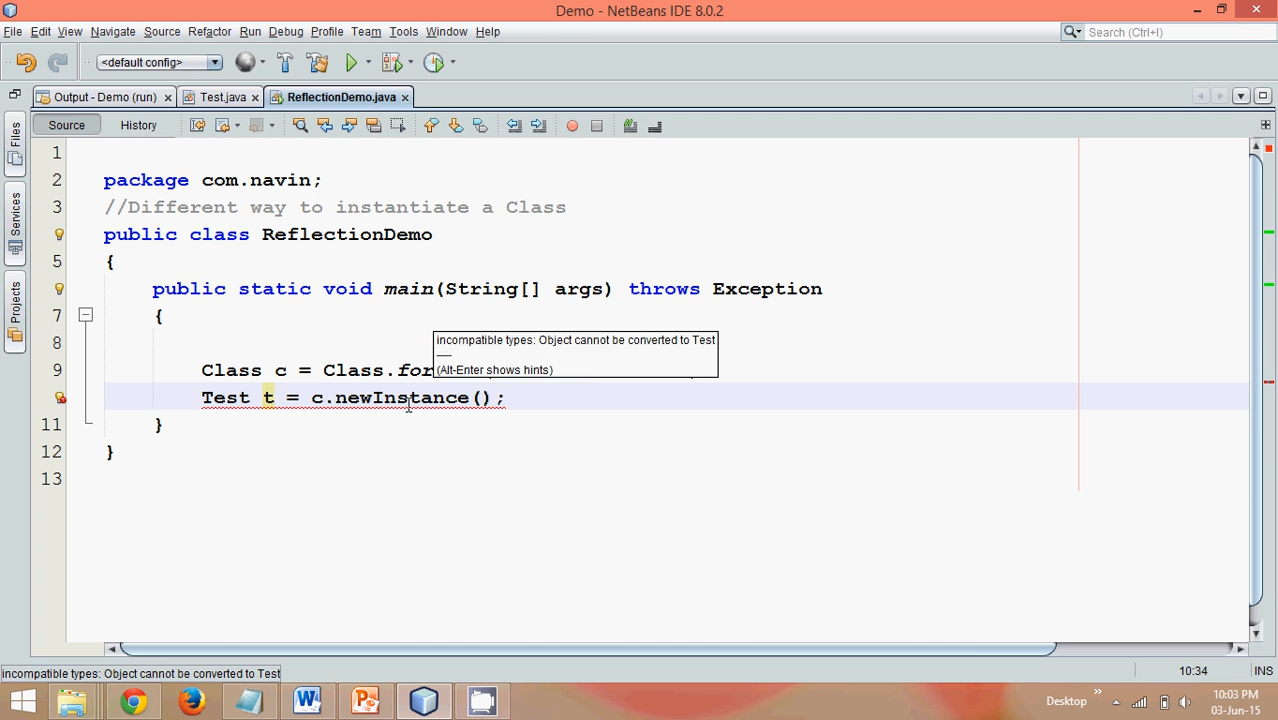 Demo - NetBeans IDE 8.0.2
File Edit View Navigate Source Refactor Run Debug Profile Team Tools Window Help
Search (Ctrl+I)
<default config>
Output - Demo (run) Test.java ReflectionDemo.java
Source History
Files
Services
Projects
1
2 package com.navin;
3 //Different way to instantiate a Class
public class ReflectionDemo
5 {
public static void main(String[] args) throws Exception
7 {
8
incompatible types: Object cannot be converted to Test
(Alt-Enter shows hints)
9 Class c = Class.for
Test t = c.newInstance();
11 }
12 }
13
incompatible types: Object cannot be converted to Test
10:34 INS
Desktop
10:03 PM
03-Jun-15